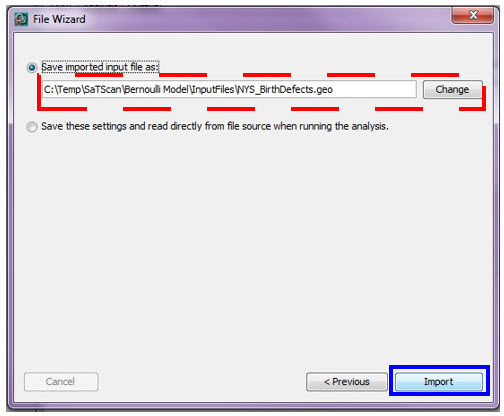 File Wizard
Save imported input file as:
C:\Temp\SaTScan\Bernoulli Model\InputFiles\NYS_BirthDefects.geo
Change
Save these settings and read directly from file source when running the analysis.
Cancel
< Previous
Import